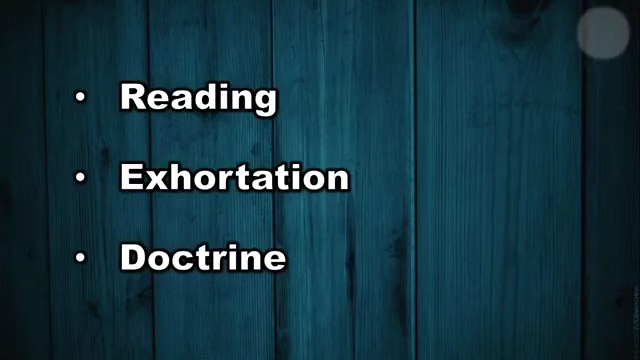 • Reading
• Exhortation
• Doctrine